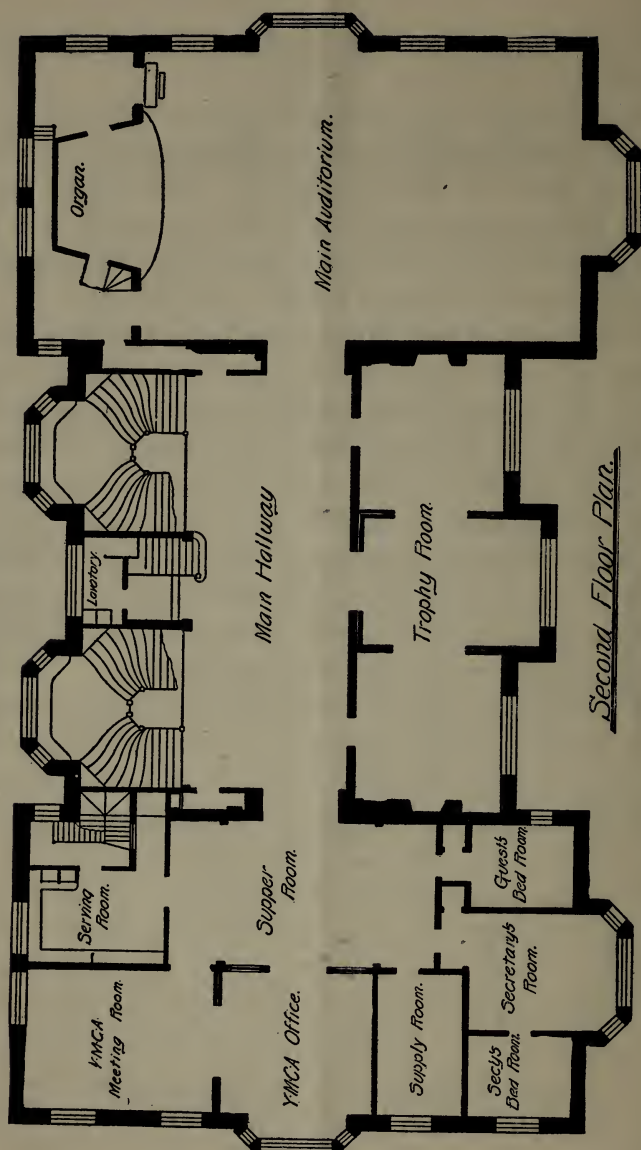 Organ.
Main Auditorium.
Lavatory.
Main Hallway
Trophy Room.
Serving
Room.
Supper
Room.
Y.M.C.A.
Meeting Room.
Y.M.C.A. Office.
Supply Room.
Guest's
Bed Room.
Secretary's
Room.
Secy's
Bed Room.
Second Floor Plan.